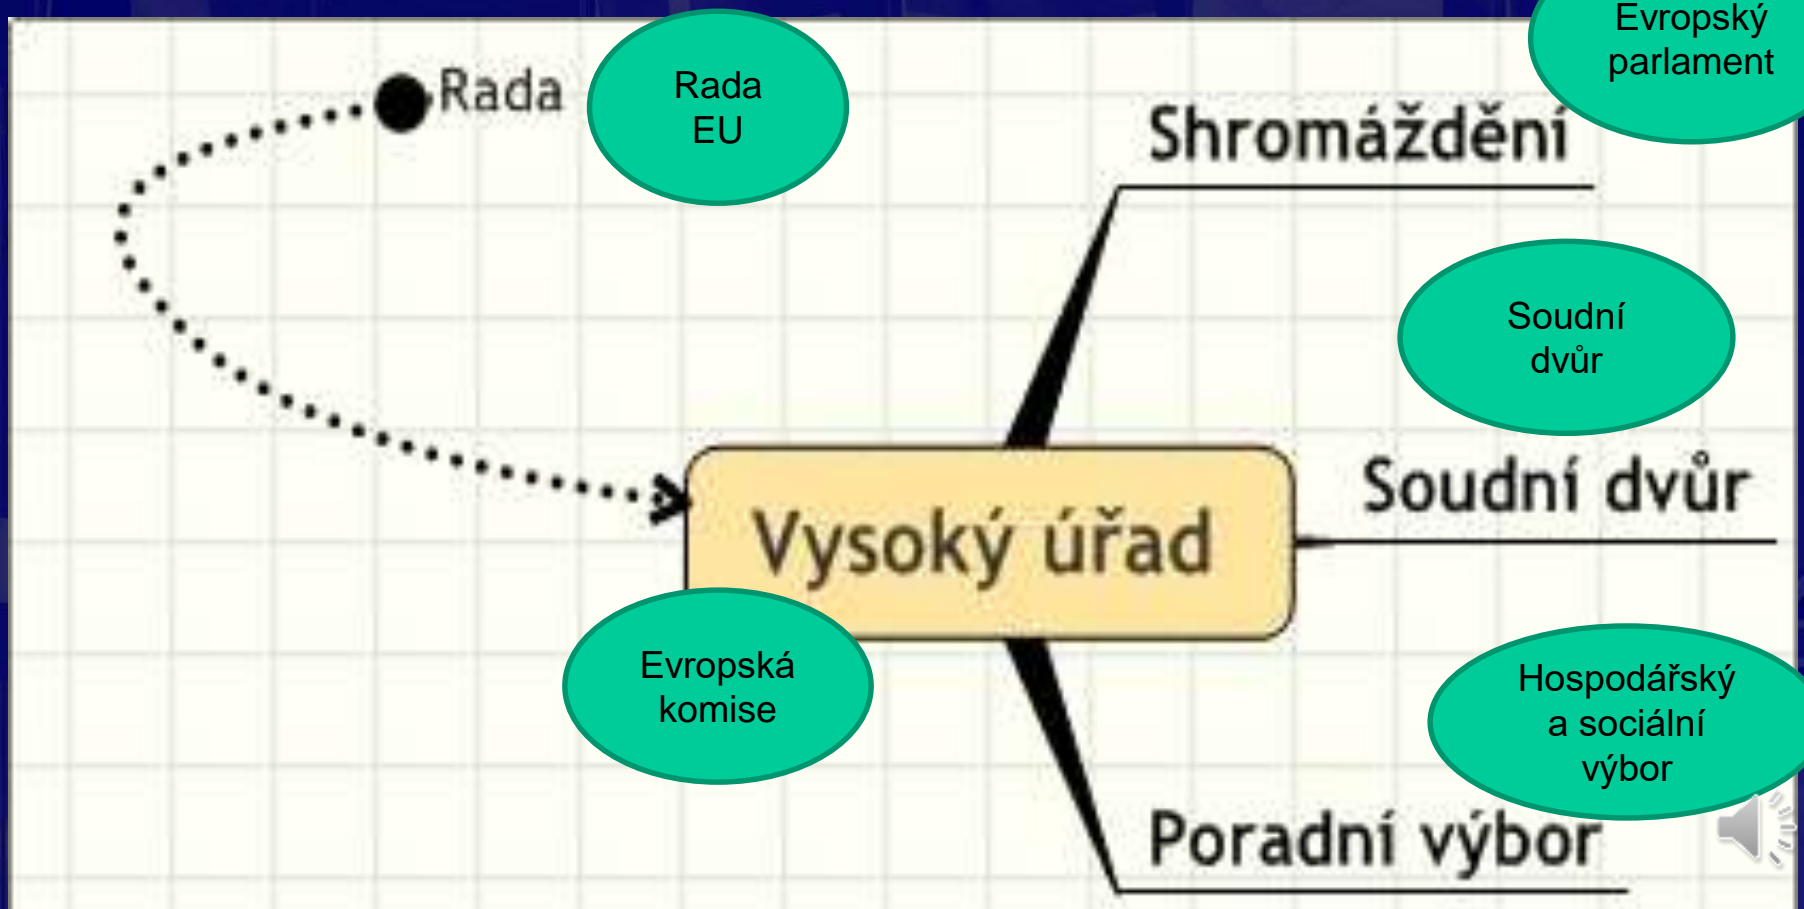 Evropský
parlament
Rada
Rada
EU
Shromáždění
Soudní
dvůr
Soudní dvůr
Vysoký úřad
Evropská
komise
Hospodářský
a sociální
výbor
Poradní výbor